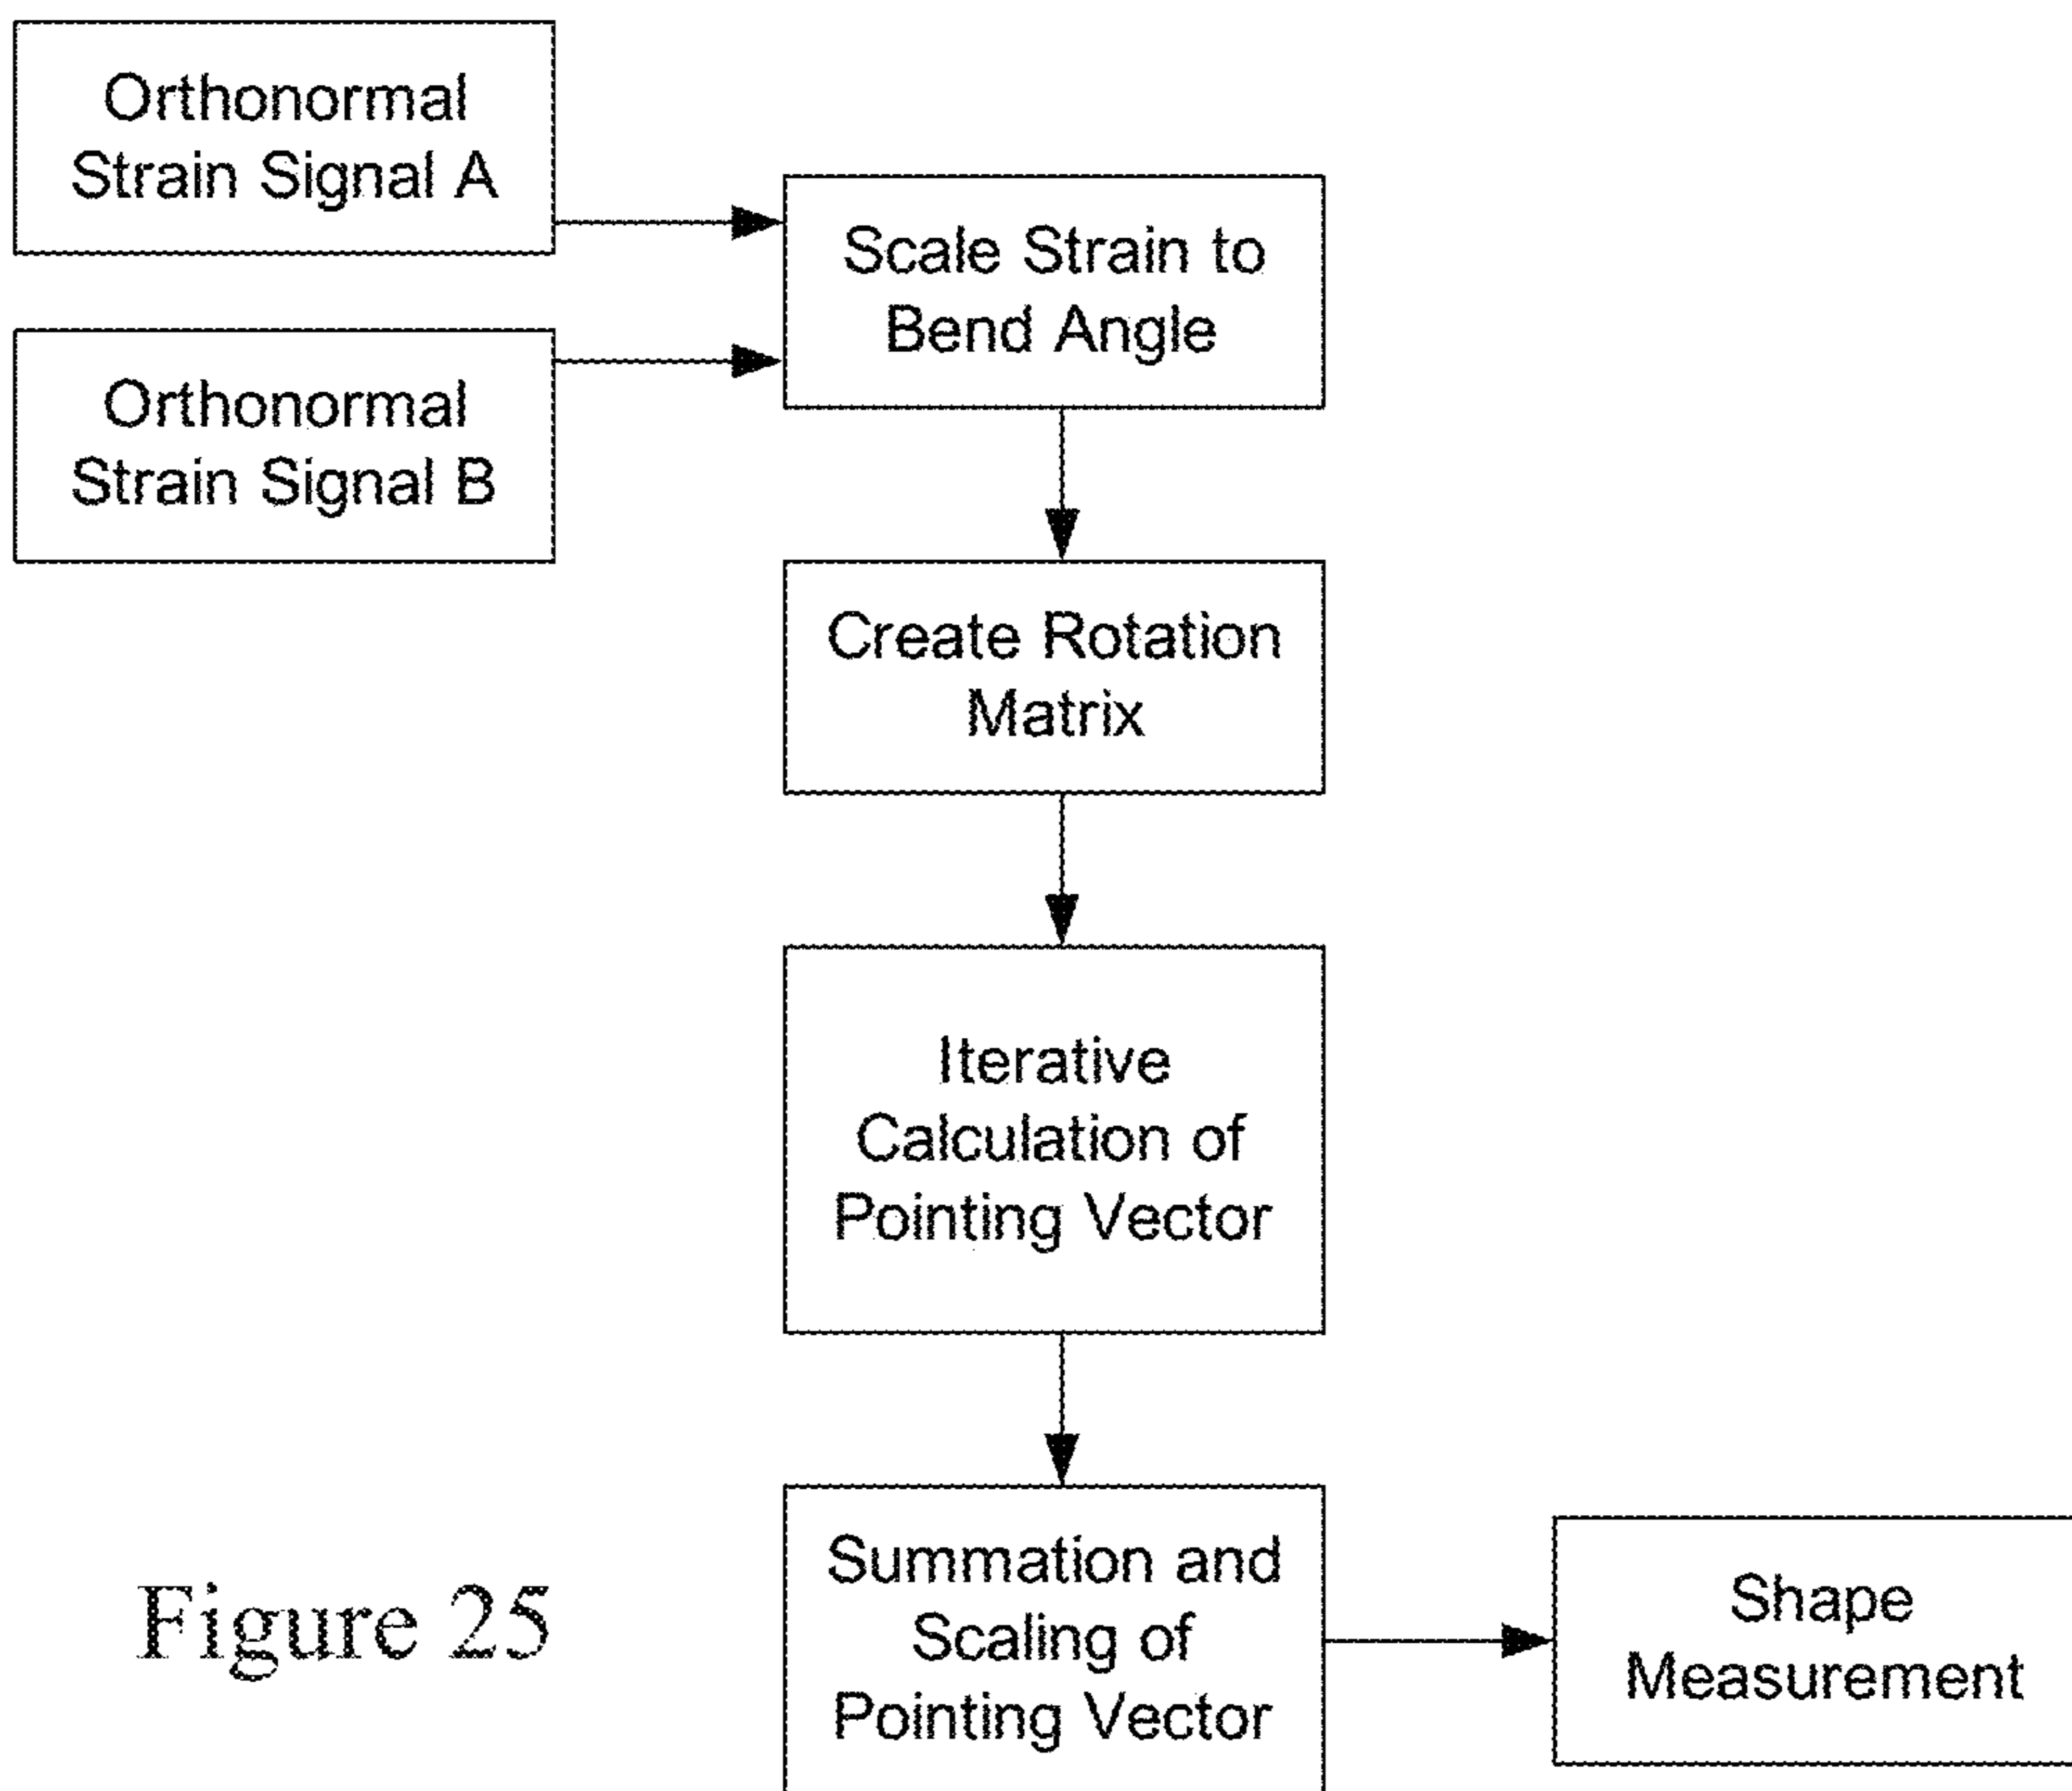 Orthonormal
Strain Signal A
Scale Strain to
Bend Angle
Orthonormal
Strain Signal B
Create Rotation
Matrix
Iterative
Calculation of
Pointing Vector
Summation and
Scaling of
Pointing Vector
Shape
Measurement
Figure 25